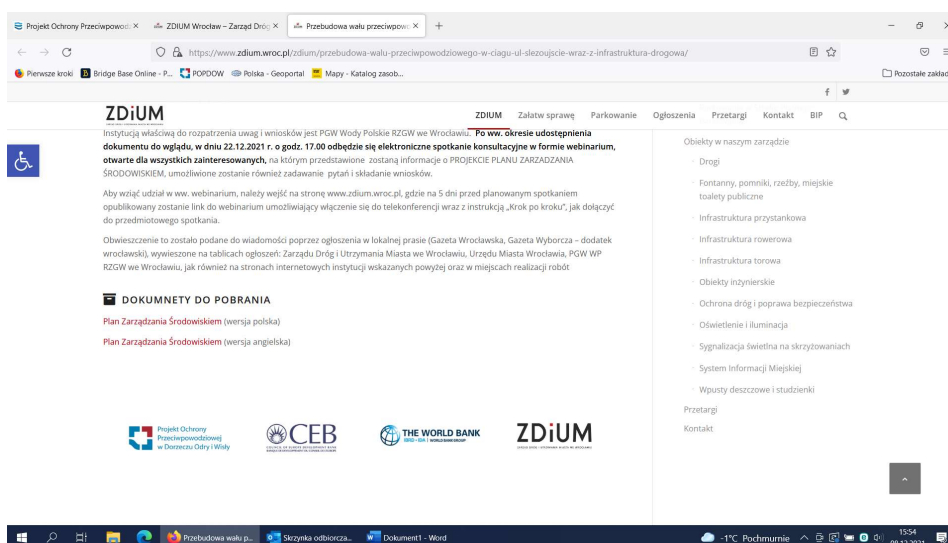 Projekt Ochrony Przeciwpowodz
ZDIUM Wrocław – Zarząd Dróg
Przebudowa wału przeciwpowo
https://www.zdium.wroc.pl/zdium/przebudowa-walu-przeciwpowodziowego-w-ciagu-ul-slezoujscie-wraz-z-infrastruktura-drogowa/
Pierwsze kroki
Bridge Base Online - P...
POPDOW
Polska - Geoportal
Mapy - Katalog zasob...
Pozostałe zakład
ZDiUM
ZDIUM Załatw sprawę Parkowanie Ogłoszenia Przetargi Kontakt BIP
Instytucją właściwą do rozpatrzenia uwag i wniosków jest PGW Wody Polskie RZGW we Wrocławiu. Po ww. okresie udostępnienia
dokumentu do wglądu, w dniu 22.12.2021 r. o godz. 17.00 odbędzie się elektroniczne spotkanie konsultacyjne w formie webinarium,
otwarte dla wszystkich zainteresowanych, na którym przedstawione zostaną informacje o PROJEKCIE PLANU ZARZADZANIA
ŚRODOWISKIEM, umożliwione zostanie również zadawanie pytań i składanie wniosków.
Aby wziąć udział w ww. webinarium, należy wejść na stronę www.zdium.wroc.pl, gdzie na 5 dni przed planowanym spotkaniem
opublikowany zostanie link do webinarium umożliwiający włączenie się do telekonferencji wraz z instrukcją „Krok po kroku”, jak dołączyć
do przedmiotowego spotkania.
Obwieszczenie to zostało podane do wiadomości poprzez ogłoszenia w lokalnej prasie (Gazeta Wrocławska, Gazeta Wyborcza – dodatek
wrocławski), wywieszone na tablicach ogłoszeń: Zarządu Dróg i Utrzymania Miasta we Wrocławiu, Urzędu Miasta Wrocławia, PGW WP
RZGW we Wrocławiu, jak również na stronach internetowych instytucji wskazanych powyżej oraz w miejscach realizacji robót
DOKUMNETY DO POBRANIA
Plan Zarządzania Środowiskiem (wersja polska)
Plan Zarządzania Środowiskiem (wersja angielska)
Obiekty w naszym zarządzie
Drogi
Fontanny, pomniki, rzeźby, miejskie
toalety publiczne
Infrastruktura przystankowa
Infrastruktura rowerowa
Infrastruktura torowa
Obiekty inżynierskie
Ochrona dróg i poprawa bezpieczeństwa
Oświetlenie i iluminacja
Sygnalizacja świetlna na skrzyżowaniach
System Informacji Miejskiej
Wpusty deszczowe i studzienki
Przetargi
Kontakt
Projekt Ochrony
Przeciwpowodziowej
w Dorzeczu Odry i Wisły
CEB
THE WORLD BANK
IBRD • IDA | WORLD BANK GROUP
ZDiUM
Przebudowa wału p...
Skrzynka odbiorcza...
Dokument1 - Word
-1°C Pochmurnie
15:54
08.12.2021